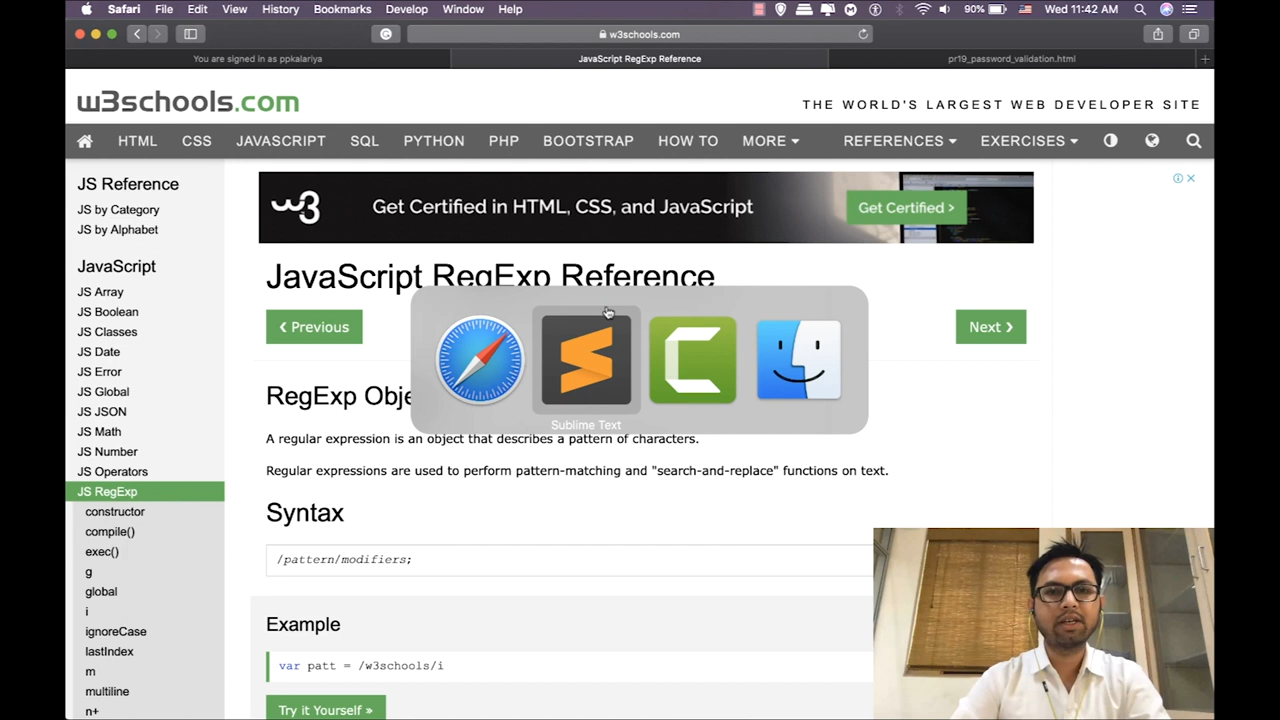 Safari File Edit View History Bookmarks Develop Window Help 90% Wed 11:42 AM
w3schools.com
You are signed in as ppkalariya JavaScript RegExp Reference pr19_password_validation.html
w3schools.com THE WORLD'S LARGEST WEB DEVELOPER SITE
HTML CSS JAVASCRIPT SQL PYTHON PHP BOOTSTRAP HOW TO MORE REFERENCES EXERCISES
JS Reference
JS by Category
JS by Alphabet
JavaScript
JS Array
JS Boolean
JS Classes
JS Date
JS Error
JS Global
JS JSON
JS Math
JS Number
JS Operators
JS RegExp
constructor
compile()
exec()
g
global
i
ignoreCase
lastIndex
m
multiline
n+
w3 Get Certified in HTML, CSS, and JavaScript Get Certified >
JavaScript RegExp Reference
❮ Previous Next ❯
Sublime Text
RegExp Obje
A regular expression is an object that describes a pattern of characters.
Regular expressions are used to perform pattern-matching and "search-and-replace" functions on text.
Syntax
/pattern/modifiers;
Example
var patt = /w3schools/i
Try it Yourself »